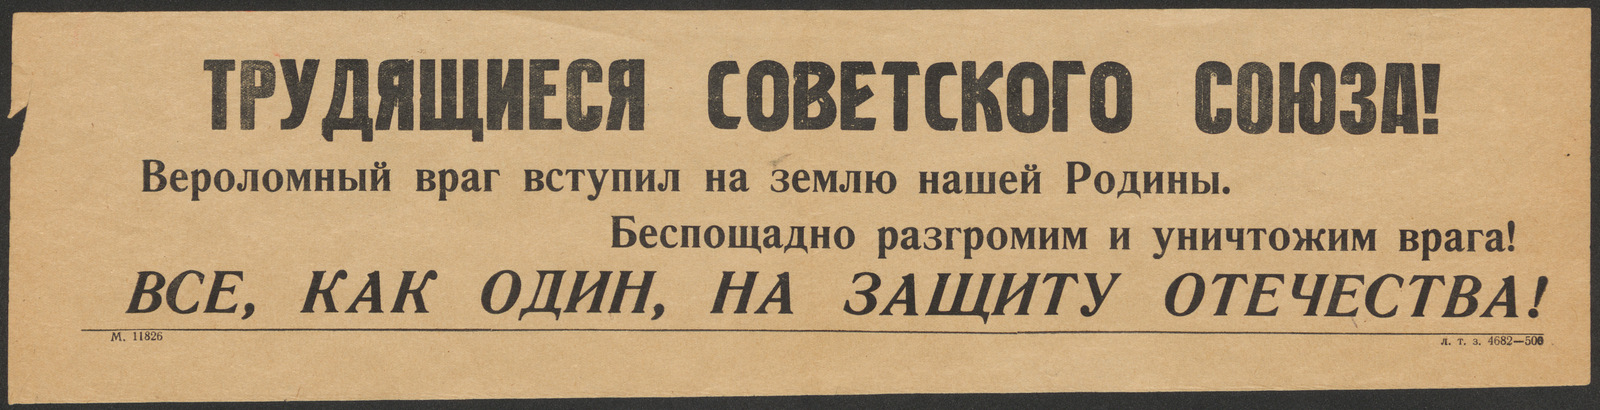 ТРУДЯЩИЕСЯ СОВЕТСКОГО СОЮЗА!
Вероломный враг вступил на землю нашей Родины.
Беспощадно разгромим и уничтожим врага!
ВСЕ, КАК ОДИН, НА ЗАЩИТУ ОТЕЧЕСТВА!
М. 11826
л. т. з. 4682—500